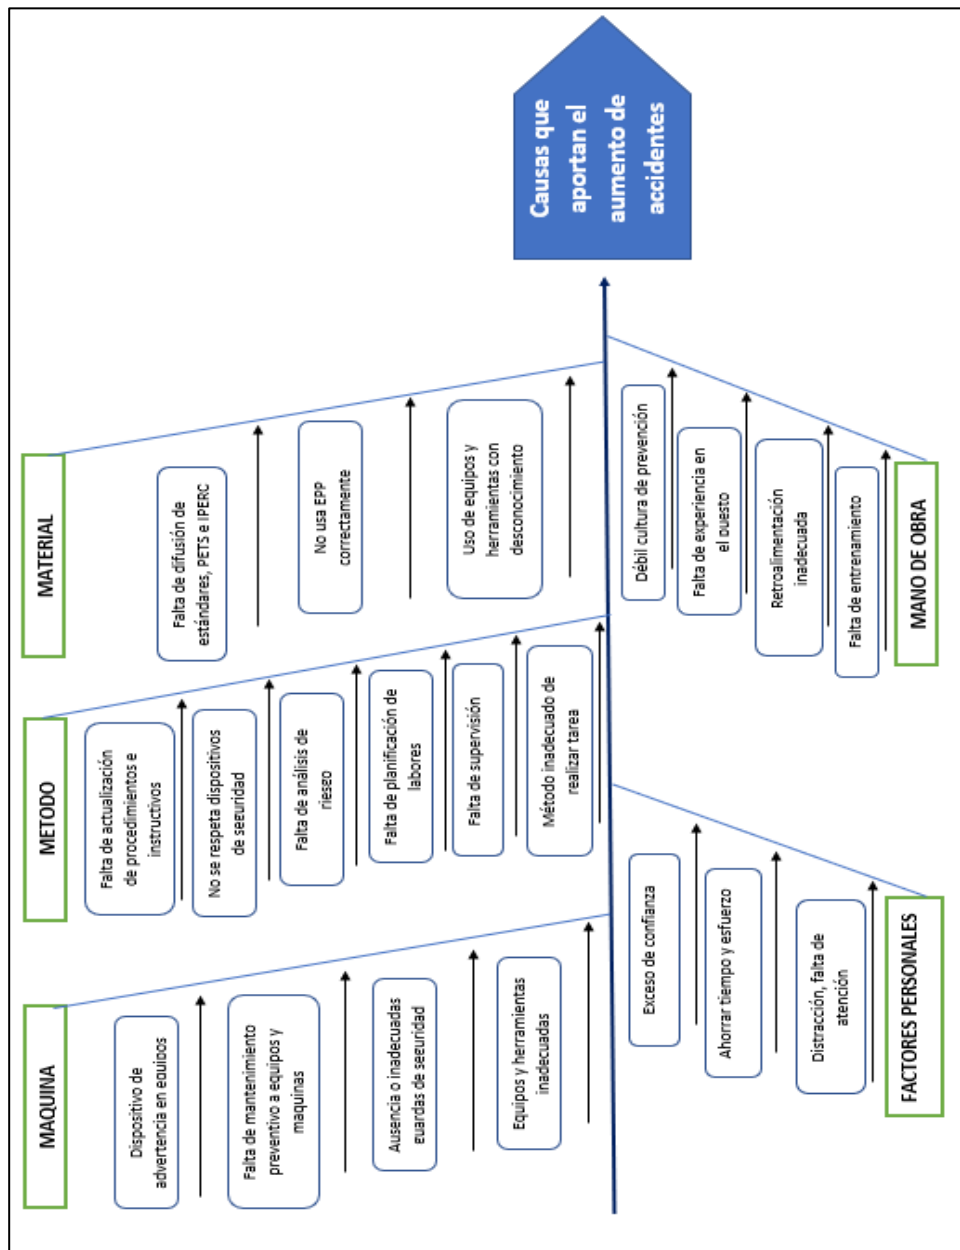 MAQUINA
Dispositivo de
advertencia en equipos
Falta de mantenimiento
preventivo a equipos y
maquinas
Ausencia o inadecuadas
guardas de seguridad
Equipos y herramientas
inadecuadas
METODO
Falta de actualización
de procedimientos e
instructivos
No se respeta dispositivos
de seguridad
Falta de análisis de
riesgo
Falta de planificación de
labores
Falta de supervisión
Método inadecuado de
realizar tarea
MATERIAL
Falta de difusión de
estándares, PETS e IPERC
No usa EPP
correctamente
Uso de equipos y
herramientas con
desconocimiento
Causas que
aportan el
aumento de
accidentes
Exceso de confianza
Ahorrar tiempo y esfuerzo
Distracción, falta de
atención
FACTORES PERSONALES
Débil cultura de prevención
Falta de experiencia en
el puesto
Retroalimentación
inadecuada
Falta de entrenamiento
MANO DE OBRA